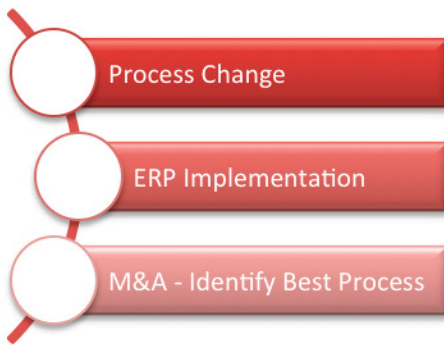 Process Change
ERP Implementation
M&A - Identify Best Process